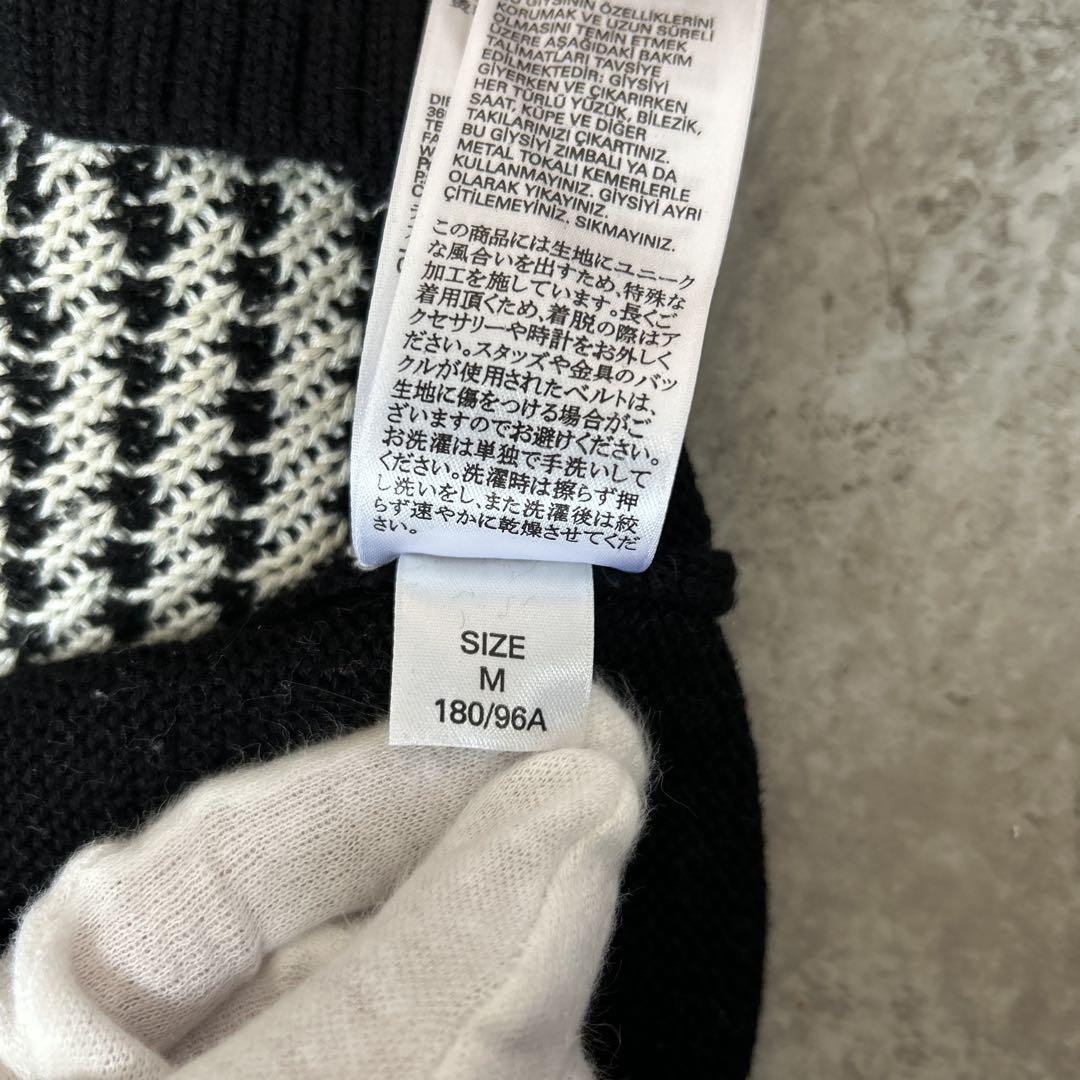 GİYSİNİN ÖZELLİKLERİNİ
KORUMAK VE UZUN SÜRELİ
OLMASINI TEMİN ETMEK
ÜZERE AŞAĞIDAKİ BAKIM
TALİMATLARI TAVSİYE
EDİLMEKTEDİR: GİYSİYİ
GİYERKEN VE ÇIKARIRKEN
HER TÜRLÜ YÜZÜK, BİLEZİK,
SAAT, KÜPE VE DİĞER
TAKILARINIZI ÇIKARTINIZ.
BU GİYSİYİ ZIMBALI YA DA
METAL TOKALI KEMERLERLE
KULLANMAYINIZ. GİYSİYİ AYRI
OLARAK YIKAYINIZ.
ÇİTİLEMEYİNİZ. SIKMAYINIZ.
この商品には生地にユニーク
な風合いを出すため、特殊な
加工を施しています。長くご
着用頂くため、着脱の際はア
クセサリーや時計をお外しく
ださい。スタッズや金具のバッ
クルが使用されたベルトは、
生地に傷をつける場合がご
ざいますのでお避けください。
お洗濯は単独で手洗いして
ください。洗濯時は擦らず押
し洗いをし、また洗濯後は絞
らず速やかに乾燥させてくだ
さい。
SIZE
M
180/96A